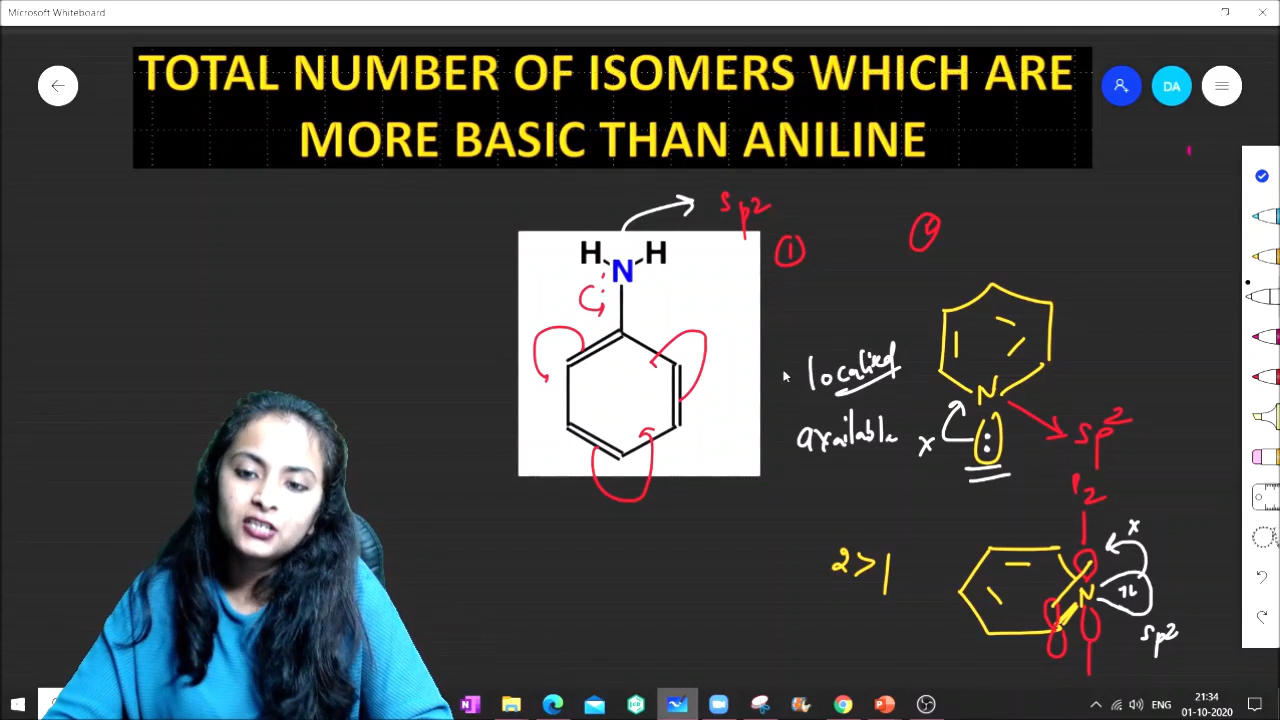 Microsoft Whiteboard
TOTAL NUMBER OF ISOMERS WHICH ARE
MORE BASIC THAN ANILINE
DA
sp2
1
H H
N
localised
available
x
N
sp2
2 > 1
x
N
sp2
ENG
21:34
01-10-2020